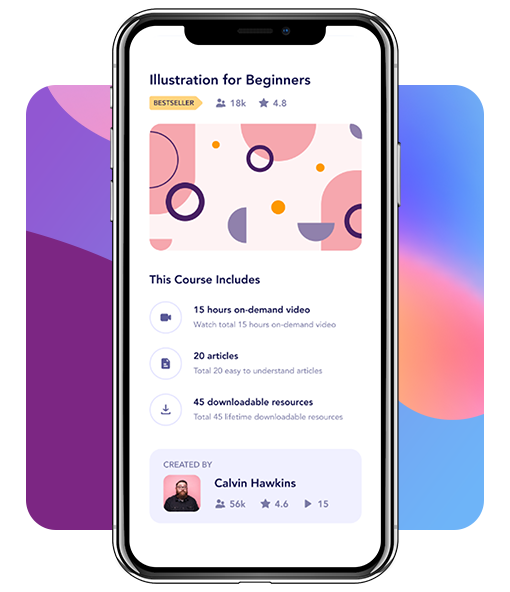 Illustration for Beginners
BESTSELLER 18k 4.8
This Course Includes
15 hours on-demand video
Watch total 15 hours on-demand video
20 articles
Total 20 easy to understand articles
45 downloadable resources
Total 45 lifetime downloadable resources
CREATED BY
Calvin Hawkins
56k 4.6 15